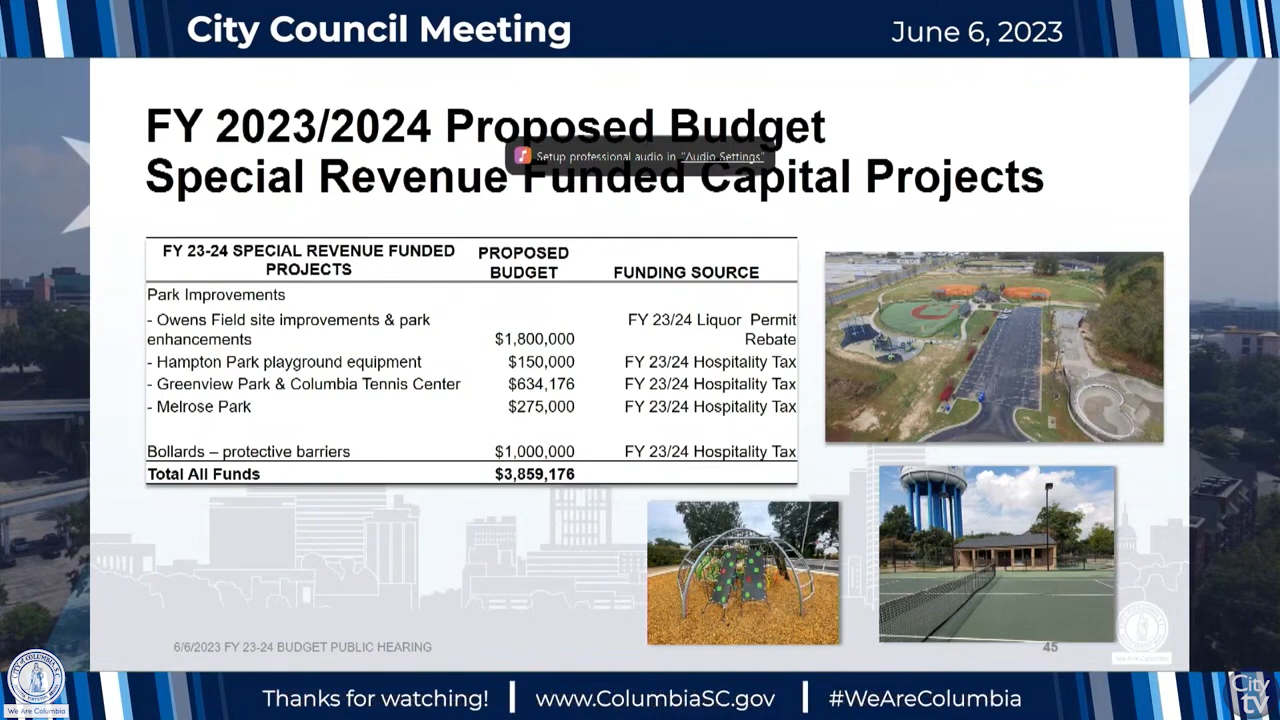 City Council Meeting
June 6, 2023
FY 2023/2024 Proposed Budget
Setup professional audio in "Audio Settings"
Special Revenue Funded Capital Projects
FY 23-24 SPECIAL REVENUE FUNDED
PROJECTS
PROPOSED
BUDGET
FUNDING SOURCE
Park Improvements
- Owens Field site improvements & park
enhancements
$1,800,000
FY 23/24 Liquor Permit
Rebate
- Hampton Park playground equipment $150,000 FY 23/24 Hospitality Tax
- Greenview Park & Columbia Tennis Center $634,176 FY 23/24 Hospitality Tax
- Melrose Park $275,000 FY 23/24 Hospitality Tax
Bollards – protective barriers $1,000,000 FY 23/24 Hospitality Tax
Total All Funds $3,859,176
6/6/2023 FY 23-24 BUDGET PUBLIC HEARING
45
We Are Columbia
We Are Columbia
Thanks for watching! | www.ColumbiaSC.gov | #WeAreColumbia
City
tv